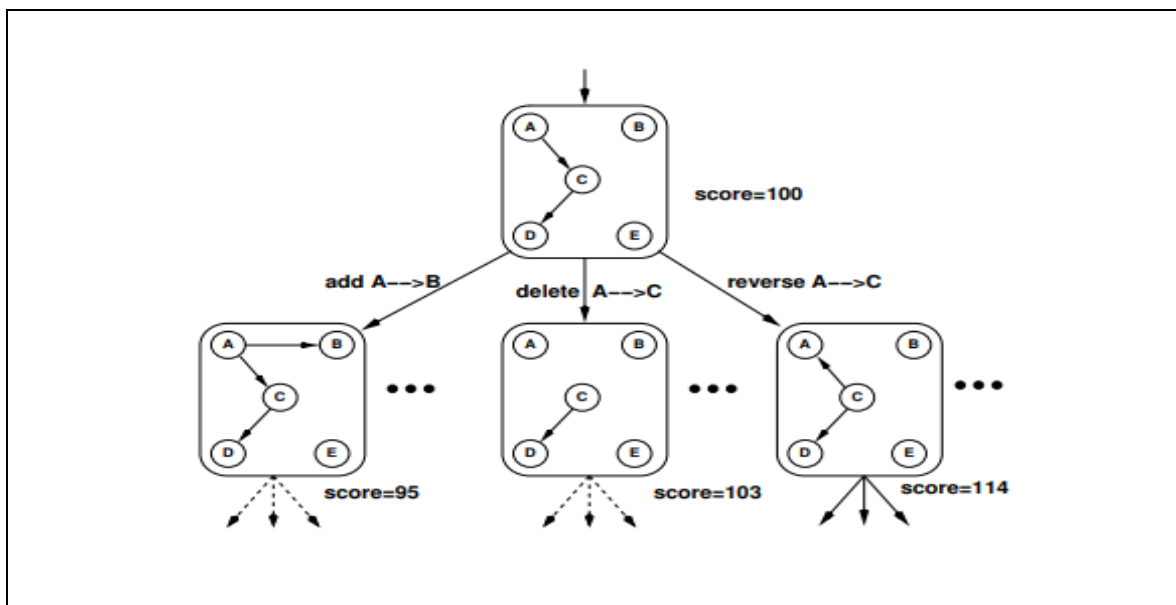 A B
C
score=100
D E
add A-->B
delete A-->C
reverse A-->C
A B
C
D E
score=95
A B
C
D E
score=103
A B
C
D E
score=114